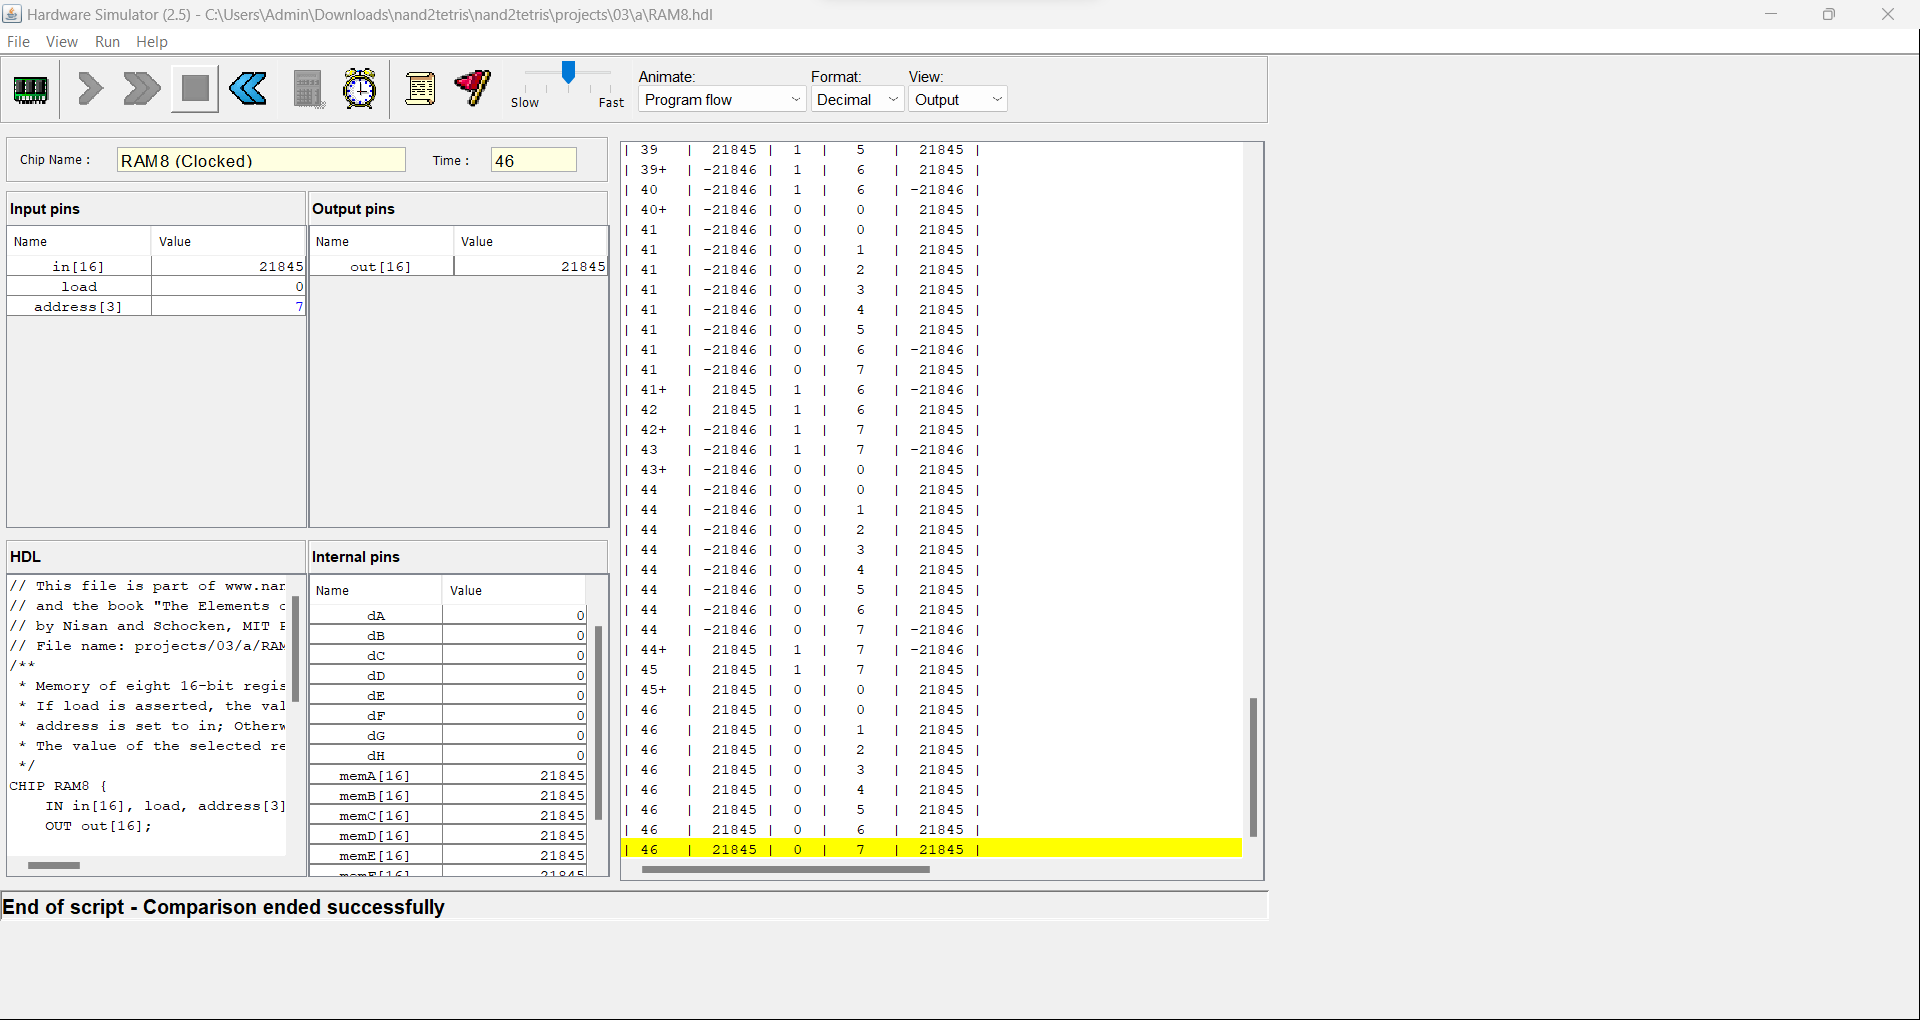 Hardware Simulator (2.5) - C:\Users\Admin\Downloads\nand2tetris\nand2tetris\projects\03\a\RAM8.hdl
File View Run Help
Slow Fast
Animate: Format: View:
Program flow Decimal Output
Chip Name : RAM8 (Clocked) Time : 46
Input pins
Name Value
in[16] 21845
load 0
address[3] 7
Output pins
Name Value
out[16] 21845
HDL
// This file is part of www.nan
// and the book "The Elements o
// by Nisan and Schocken, MIT P
// File name: projects/03/a/RAM
/**
* Memory of eight 16-bit regis
* If load is asserted, the val
* address is set to in; Otherw
* The value of the selected re
*/
CHIP RAM8 {
IN in[16], load, address[3]
OUT out[16];
Internal pins
Name Value
dA 0
dB 0
dC 0
dD 0
dE 0
dF 0
dG 0
dH 0
memA[16] 21845
memB[16] 21845
memC[16] 21845
memD[16] 21845
memE[16] 21845
memF[16] 21845
| 39 | 21845 | 1 | 5 | 21845 |
| 39+ | -21846 | 1 | 6 | 21845 |
| 40 | -21846 | 1 | 6 | -21846 |
| 40+ | -21846 | 0 | 0 | 21845 |
| 41 | -21846 | 0 | 0 | 21845 |
| 41 | -21846 | 0 | 1 | 21845 |
| 41 | -21846 | 0 | 2 | 21845 |
| 41 | -21846 | 0 | 3 | 21845 |
| 41 | -21846 | 0 | 4 | 21845 |
| 41 | -21846 | 0 | 5 | 21845 |
| 41 | -21846 | 0 | 6 | -21846 |
| 41 | -21846 | 0 | 7 | 21845 |
| 41+ | 21845 | 1 | 6 | -21846 |
| 42 | 21845 | 1 | 6 | 21845 |
| 42+ | -21846 | 1 | 7 | 21845 |
| 43 | -21846 | 1 | 7 | -21846 |
| 43+ | -21846 | 0 | 0 | 21845 |
| 44 | -21846 | 0 | 0 | 21845 |
| 44 | -21846 | 0 | 1 | 21845 |
| 44 | -21846 | 0 | 2 | 21845 |
| 44 | -21846 | 0 | 3 | 21845 |
| 44 | -21846 | 0 | 4 | 21845 |
| 44 | -21846 | 0 | 5 | 21845 |
| 44 | -21846 | 0 | 6 | 21845 |
| 44 | -21846 | 0 | 7 | -21846 |
| 44+ | 21845 | 1 | 7 | -21846 |
| 45 | 21845 | 1 | 7 | 21845 |
| 45+ | 21845 | 0 | 0 | 21845 |
| 46 | 21845 | 0 | 0 | 21845 |
| 46 | 21845 | 0 | 1 | 21845 |
| 46 | 21845 | 0 | 2 | 21845 |
| 46 | 21845 | 0 | 3 | 21845 |
| 46 | 21845 | 0 | 4 | 21845 |
| 46 | 21845 | 0 | 5 | 21845 |
| 46 | 21845 | 0 | 6 | 21845 |
| 46 | 21845 | 0 | 7 | 21845 |
End of script - Comparison ended successfully